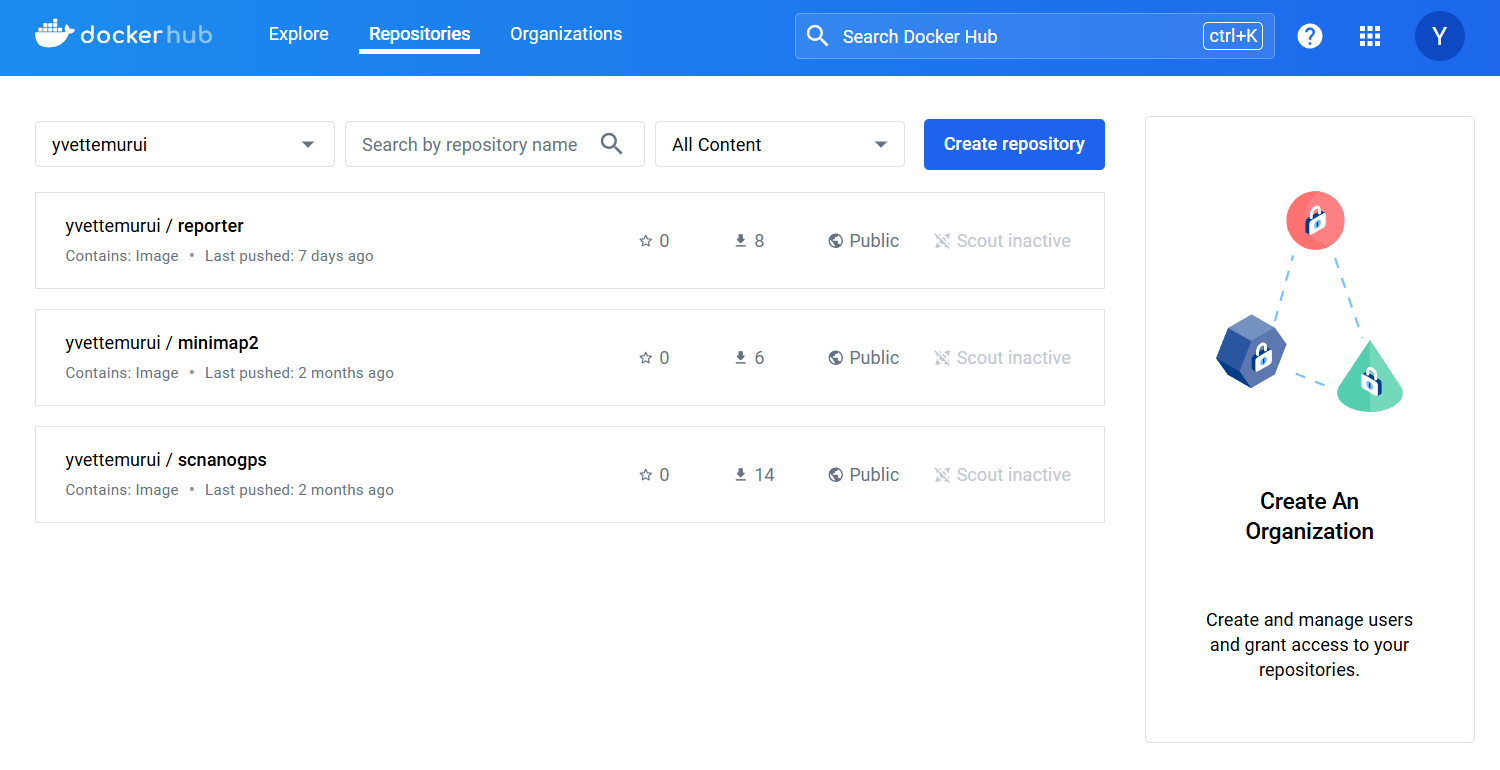 dockerhub Explore Repositories Organizations Search Docker Hub ctrl+K ? Y
yvettemurui Search by repository name All Content Create repository
yvettemurui / reporter
Contains: Image • Last pushed: 7 days ago
0 8 Public Scout inactive
yvettemurui / minimap2
Contains: Image • Last pushed: 2 months ago
0 6 Public Scout inactive
yvettemurui / scnanogps
Contains: Image • Last pushed: 2 months ago
0 14 Public Scout inactive
Create An
Organization
Create and manage users
and grant access to your
repositories.